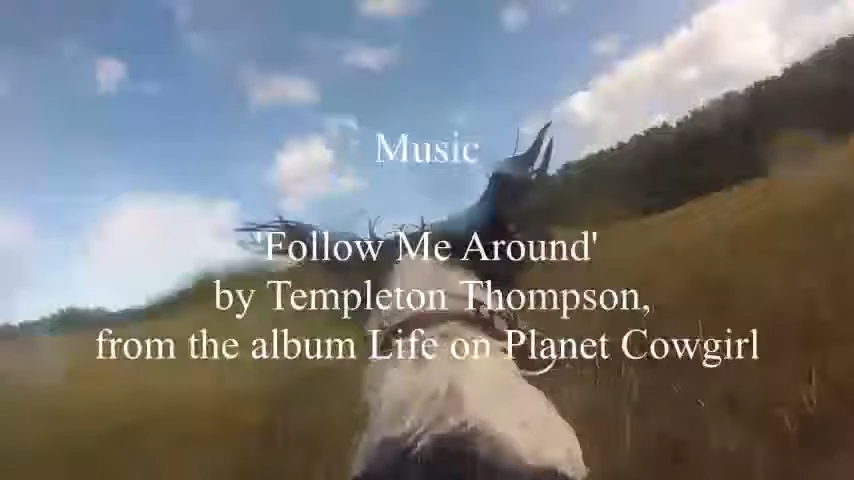 Music
'Follow Me Around'
by Templeton Thompson,
from the album Life on Planet Cowgirl